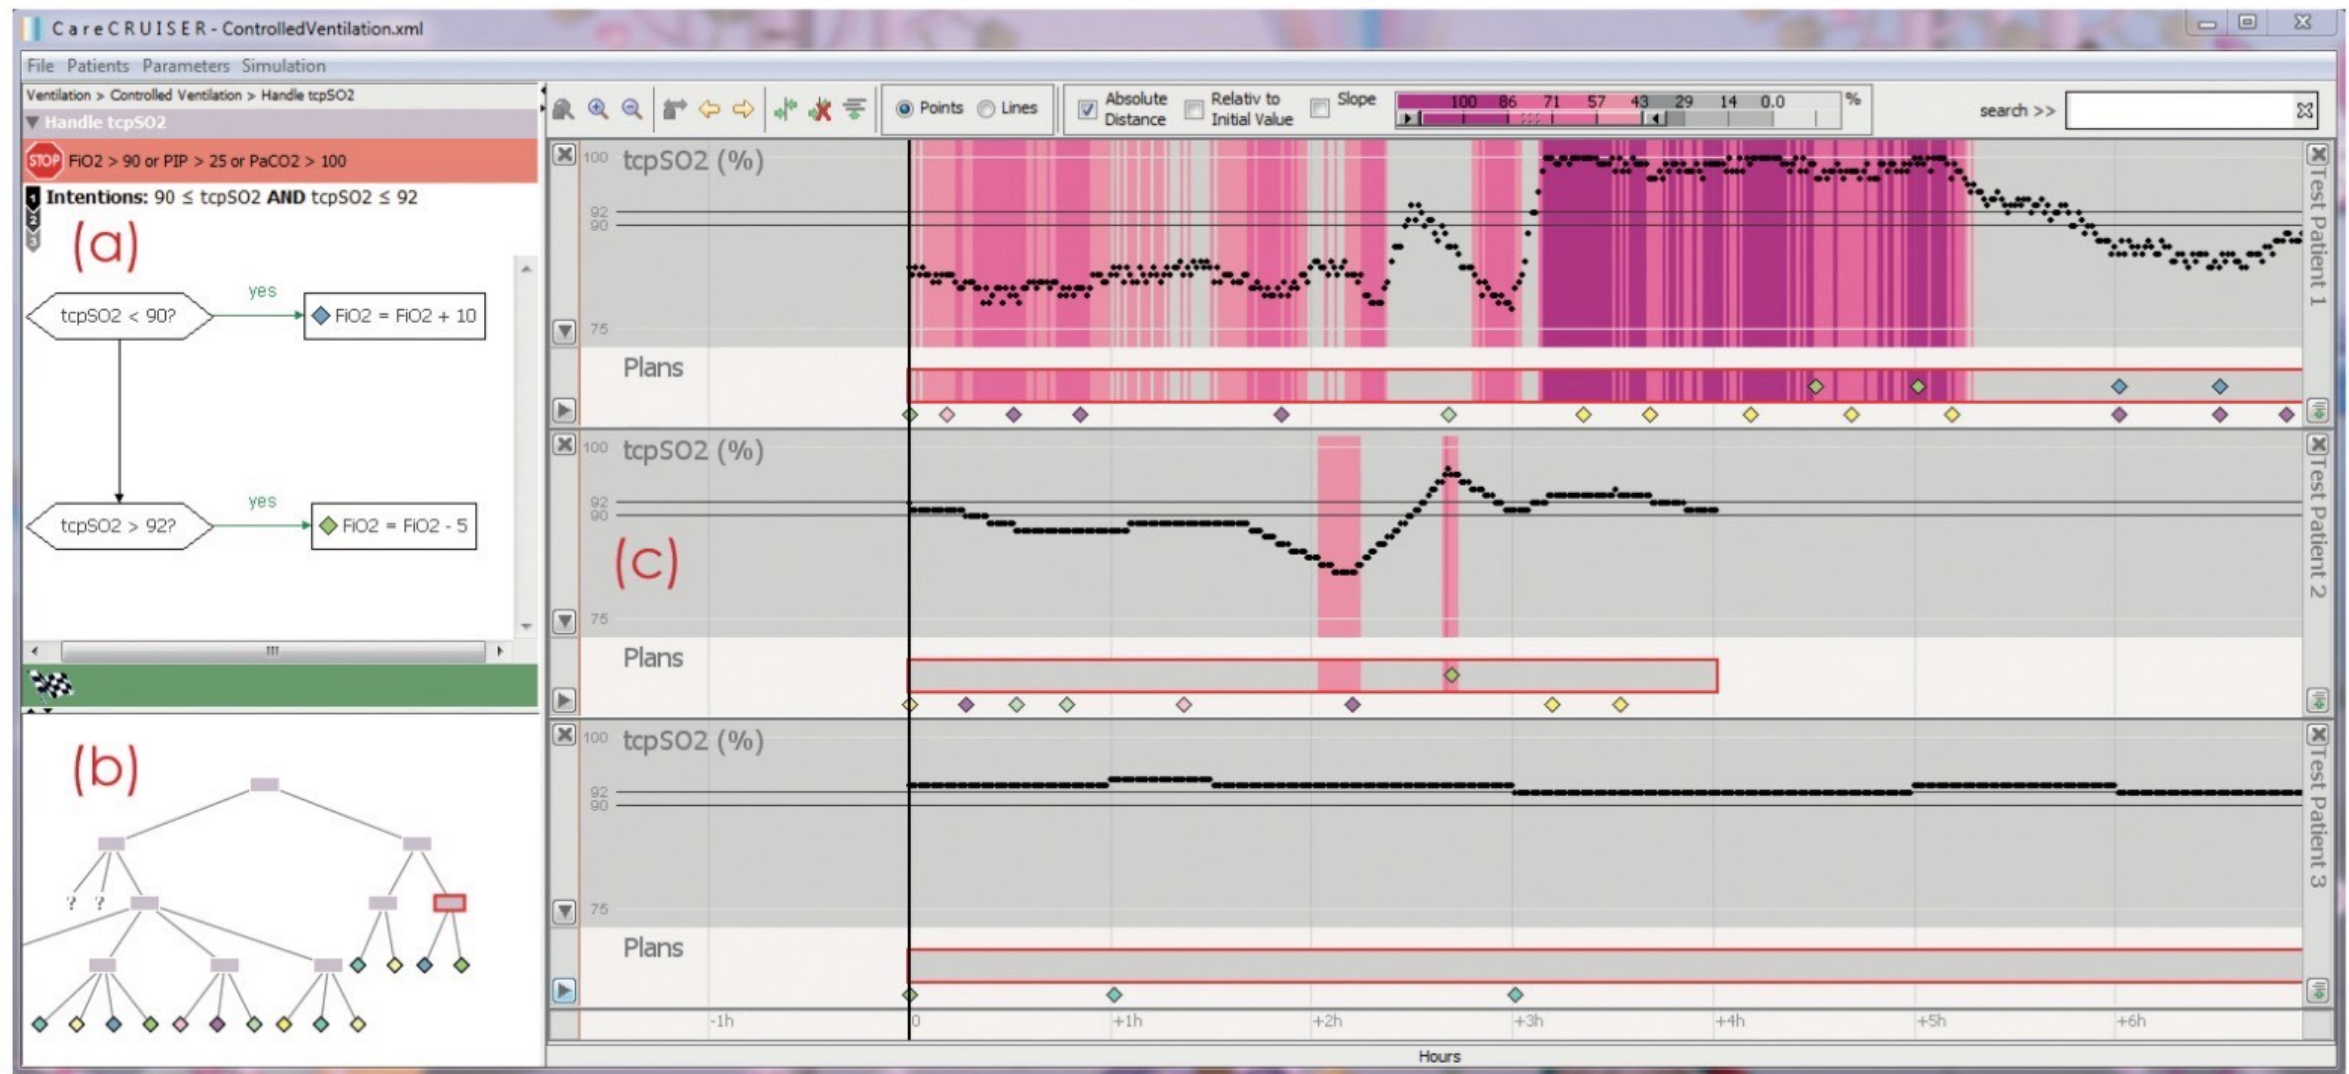 CareCRUISER - ControlledVentilation.xml
File Patients Parameters Simulation
Ventilation > Controlled Ventilation > Handle tcpSO2
Handle tcpSO2
STOP FiO2 > 90 or PIP > 25 or PaCO2 > 100
1 Intentions: 90 ≤ tcpSO2 AND tcpSO2 ≤ 92
2
3
(a)
tcpSO2 < 90?
yes
FiO2 = FiO2 + 10
tcpSO2 > 92?
yes
FiO2 = FiO2 - 5
(b)
? ?
Points Lines
Absolute Distance
Relativ to Initial Value
Slope
100 86 71 57 43 29 14 0.0 %
search >>
100 tcpSO2 (%)
92
90
75
Plans
Test Patient 1
100 tcpSO2 (%)
92
90
(c)
75
Plans
Test Patient 2
100 tcpSO2 (%)
92
90
75
Plans
Test Patient 3
-1h 0 +1h +2h +3h +4h +5h +6h
Hours